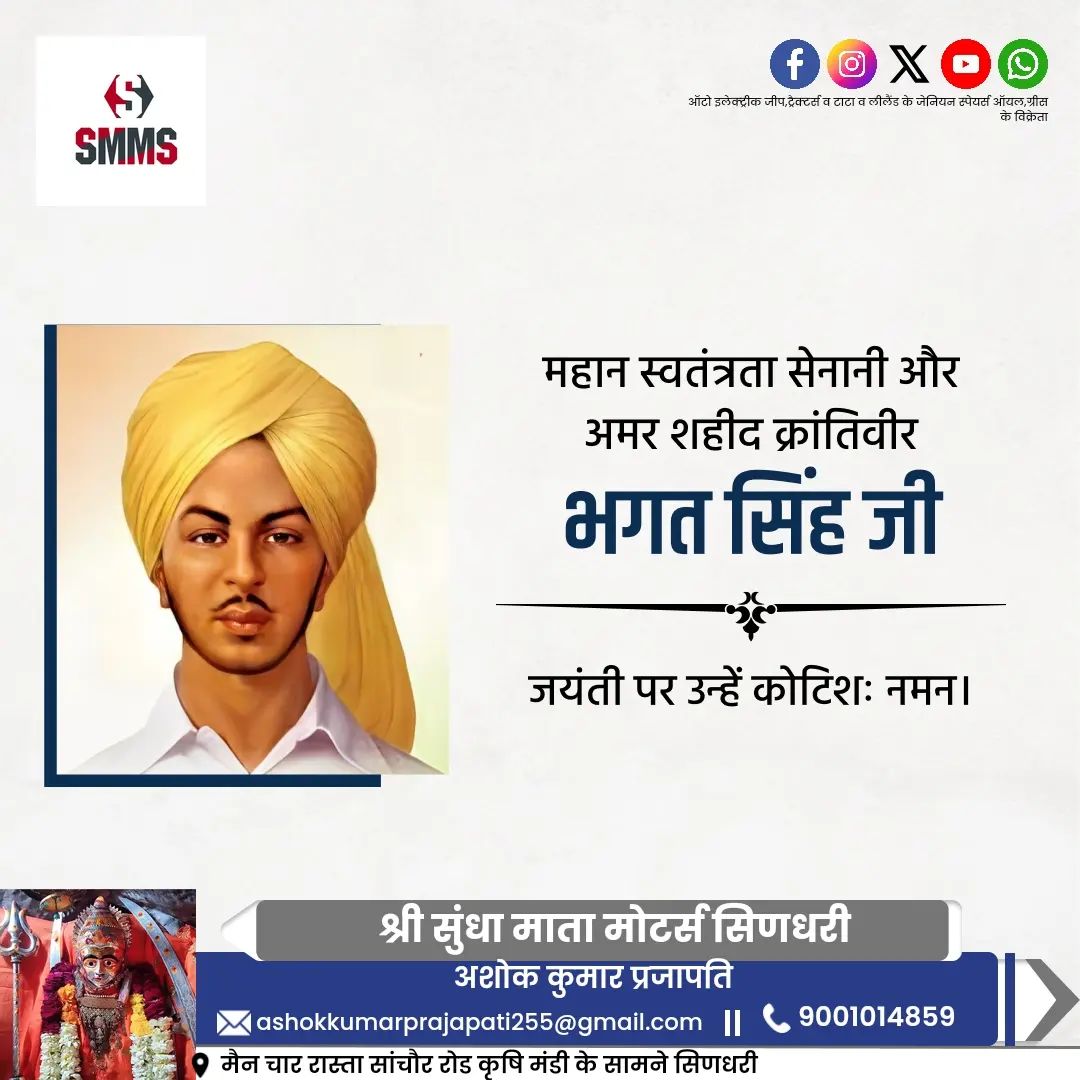 SMMS
ऑटो इलेक्ट्रीक जीप,ट्रैक्टर्स व टाटा व लीलैंड के जेनियन स्पेयर्स ऑयल,ग्रीस
के विक्रेता
महान स्वतंत्रता सेनानी और
अमर शहीद क्रांतिवीर
भगत सिंह जी
जयंती पर उन्हें कोटिशः नमन।
श्री सुंधा माता मोटर्स सिणधरी
अशोक कुमार प्रजापति
ashokkumarprajapati255@gmail.com || 9001014859
मैन चार रास्ता सांचौर रोड कृषि मंडी के सामने सिणधरी